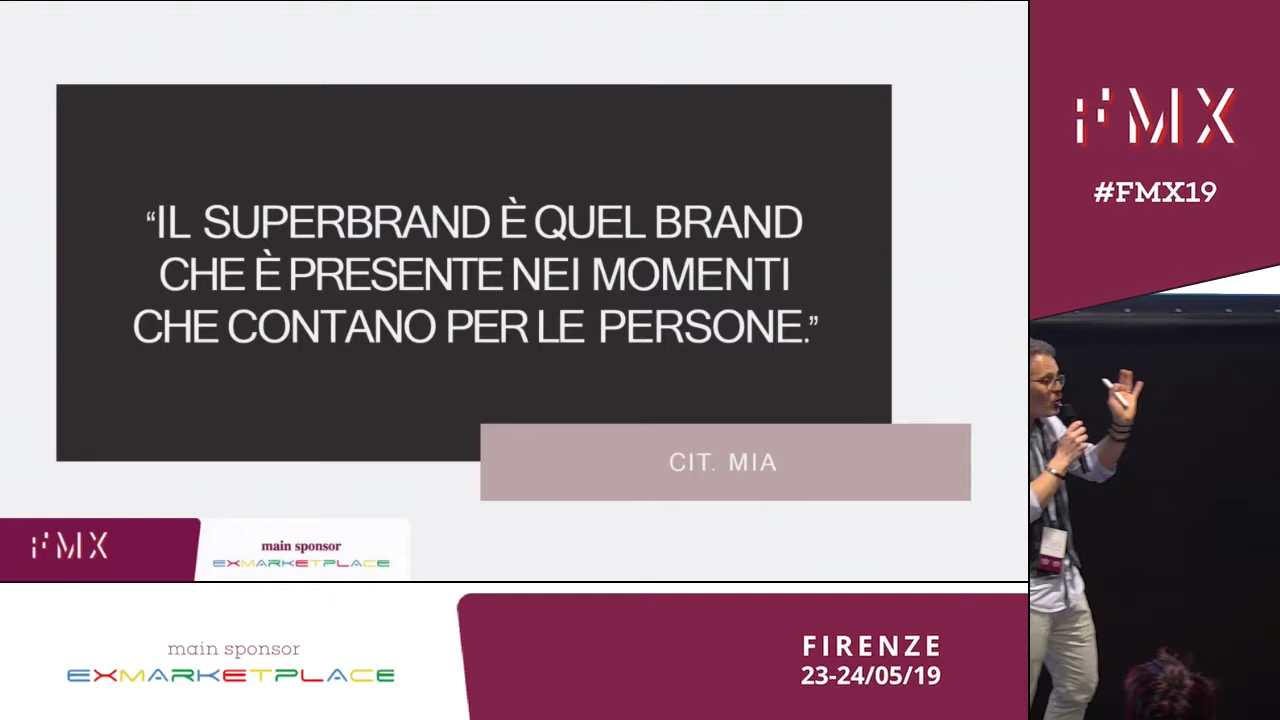 “IL SUPERBRAND È QUEL BRAND
CHE È PRESENTE NEI MOMENTI
CHE CONTANO PER LE PERSONE.”
CIT. MIA
FMX
main sponsor
EXMARKETPLACE
main sponsor
EXMARKETPLACE
FIRENZE
23-24/05/19
FMX
#FMX19